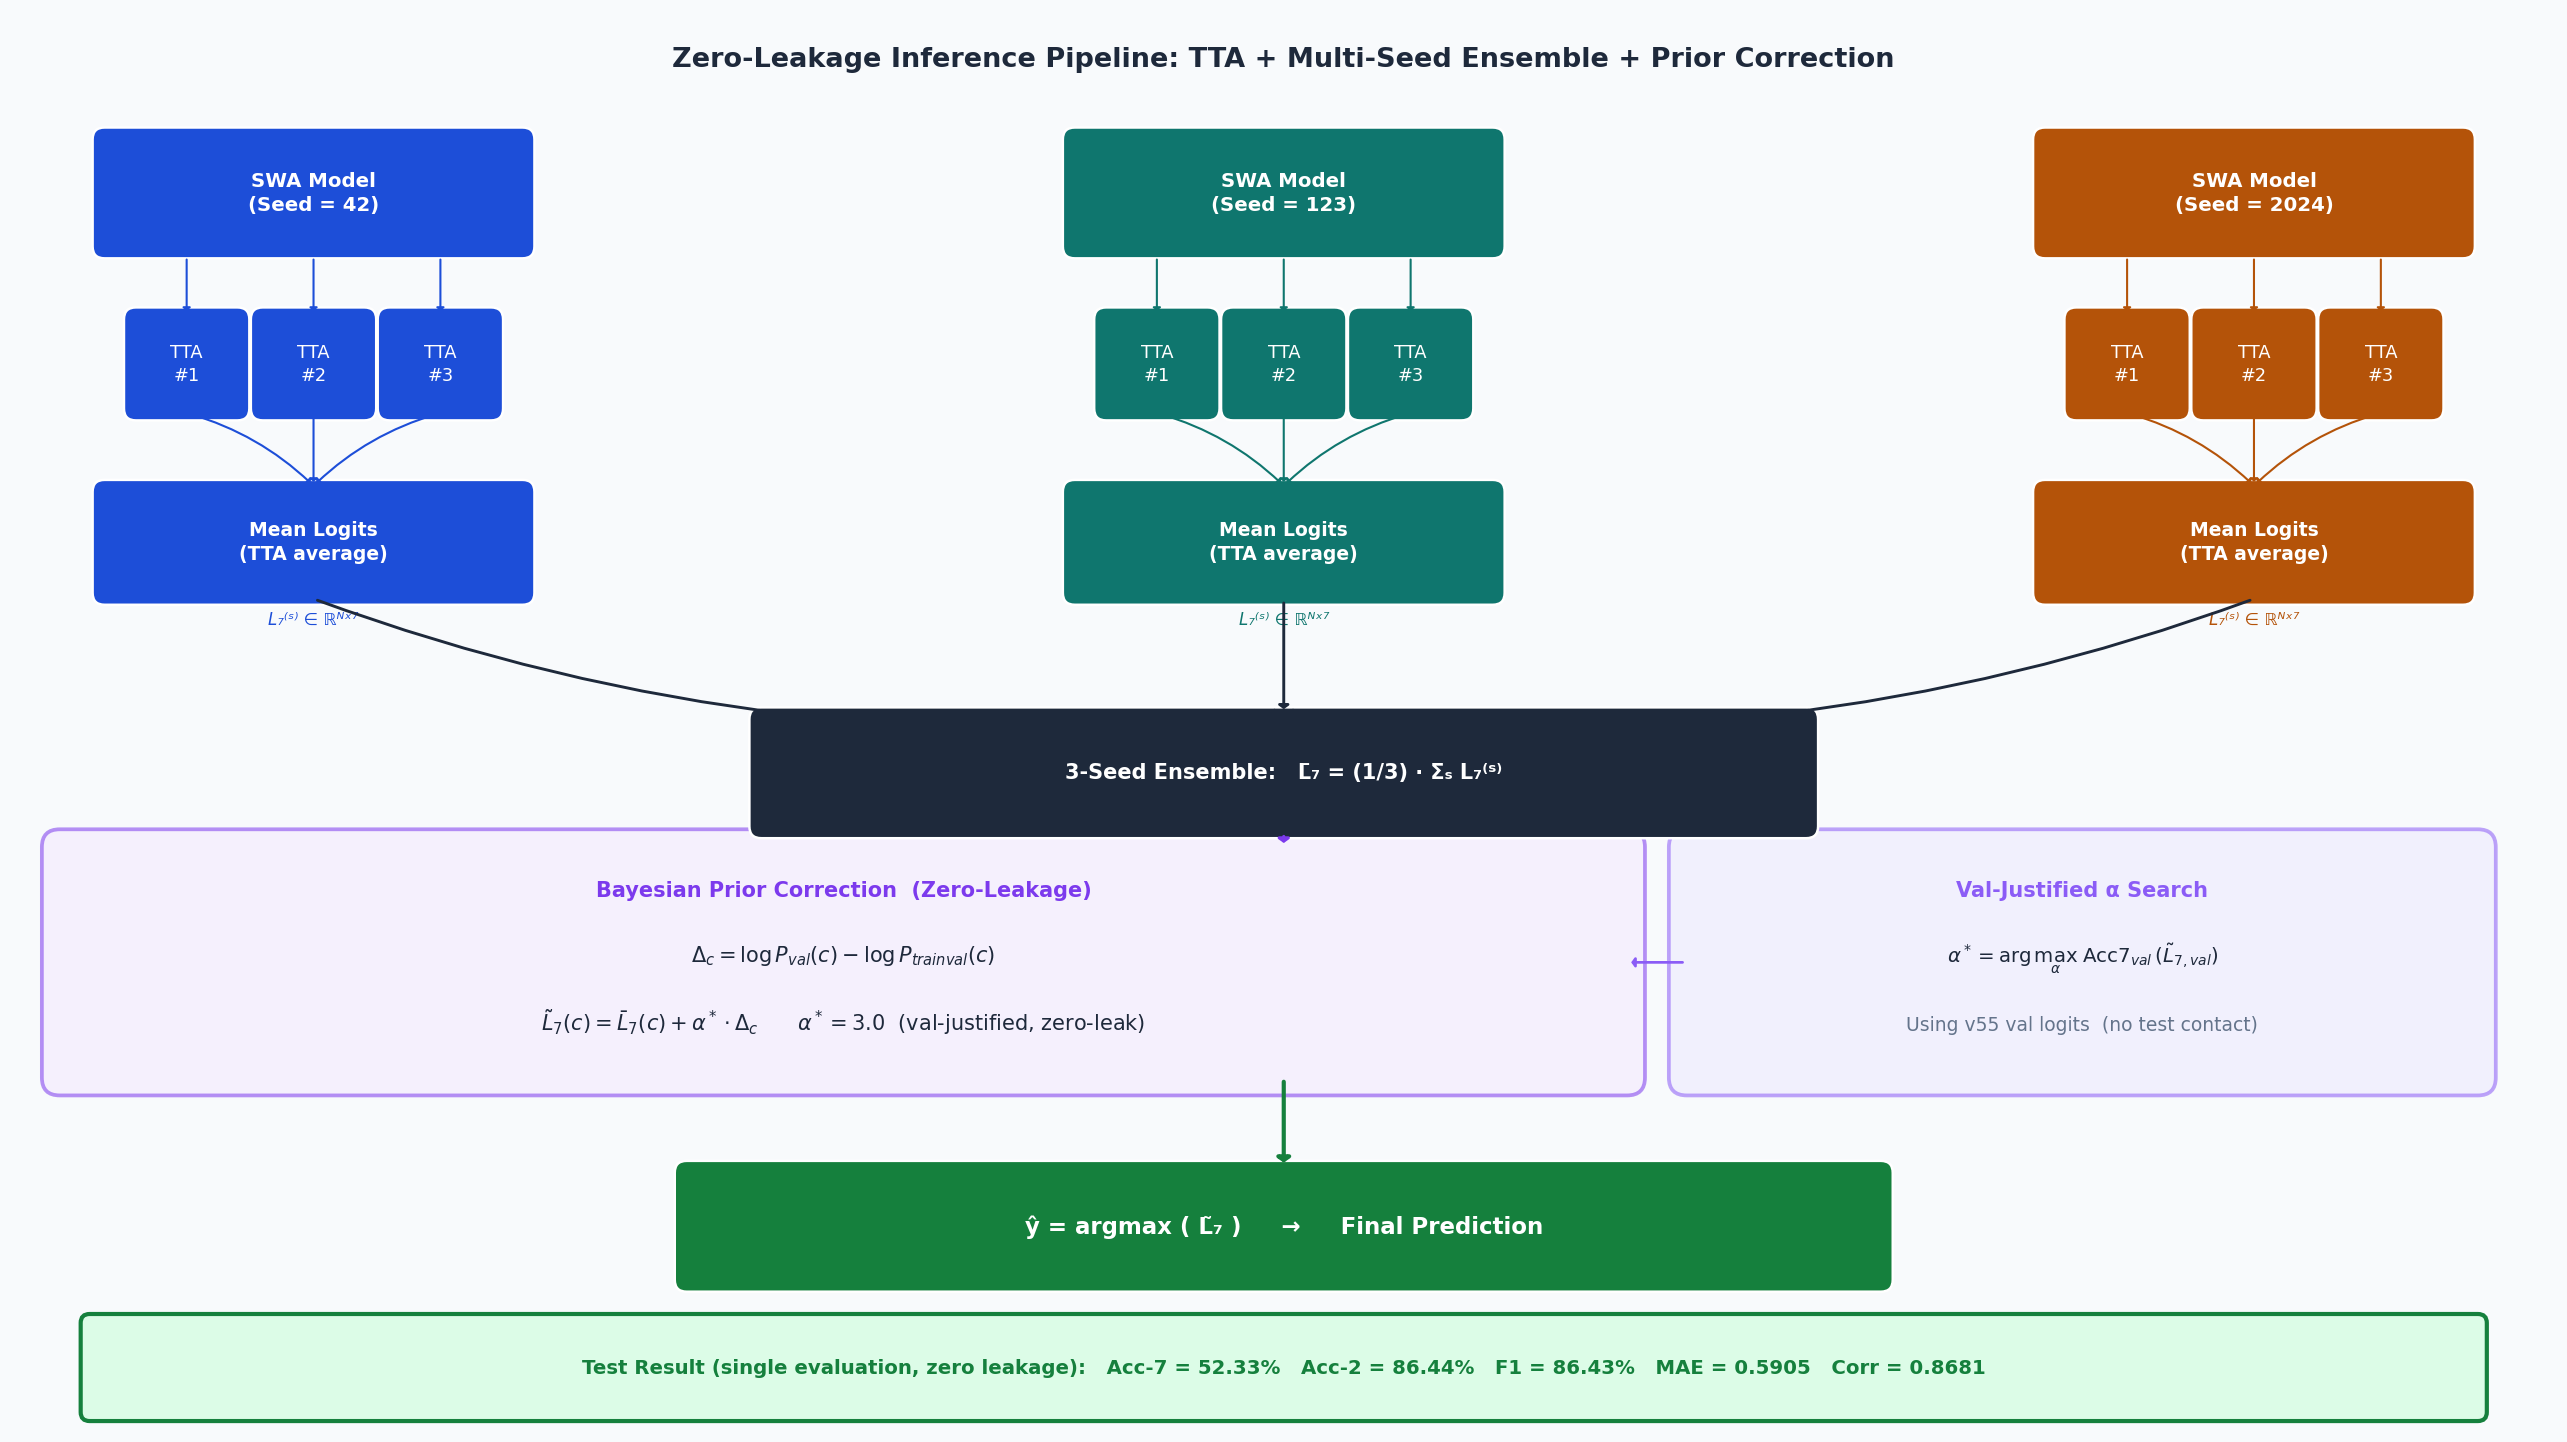 Zero-Leakage Inference Pipeline: TTA + Multi-Seed Ensemble + Prior Correction
SWA Model
(Seed = 42)
SWA Model
(Seed = 123)
SWA Model
(Seed = 2024)
TTA
#1
TTA
#2
TTA
#3
TTA
#1
TTA
#2
TTA
#3
TTA
#1
TTA
#2
TTA
#3
Mean Logits
(TTA average)
Mean Logits
(TTA average)
Mean Logits
(TTA average)
L₇⁽ˢ⁾ ∈ ℝᴺˣ⁷
L₇⁽ˢ⁾ ∈ ℝᴺˣ⁷
L₇⁽ˢ⁾ ∈ ℝᴺˣ⁷
3-Seed Ensemble: L̄₇ = (1/3) · Σₛ L₇⁽ˢ⁾
Bayesian Prior Correction (Zero-Leakage)
Δ_c = log P_val(c) − log P_trainval(c)
L̃₇(c) = L̄₇(c) + α* · Δ_c α* = 3.0 (val-justified, zero-leak)
Val-Justified α Search
α* = arg max_α Acc7_val (L̃_7,val)
Using v55 val logits (no test contact)
ŷ = argmax ( L̃₇ ) → Final Prediction
Test Result (single evaluation, zero leakage): Acc-7 = 52.33% Acc-2 = 86.44% F1 = 86.43% MAE = 0.5905 Corr = 0.8681